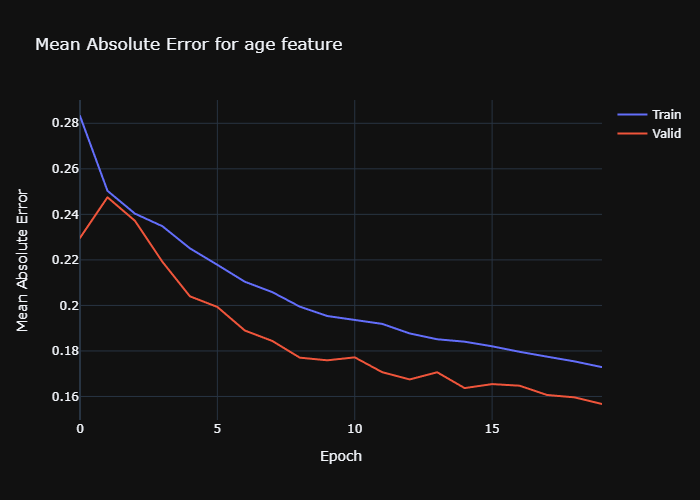 Mean Absolute Error for age feature
Train
Valid
0.28
0.26
0.24
0.22
0.2
0.18
0.16
Mean Absolute Error
0 5 10 15
Epoch